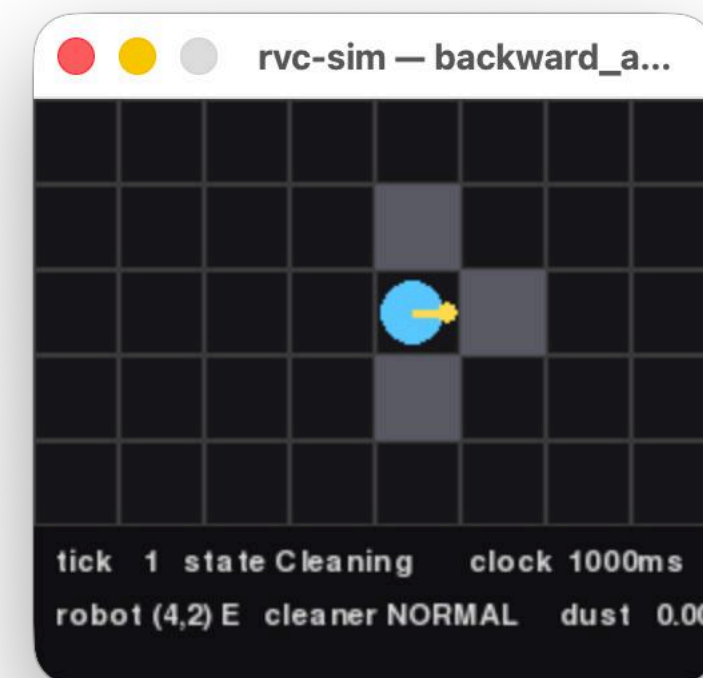 rvc-sim — backward_a...
tick 1 state Cleaning clock 1000ms
robot (4,2) E cleaner NORMAL dust 0.00